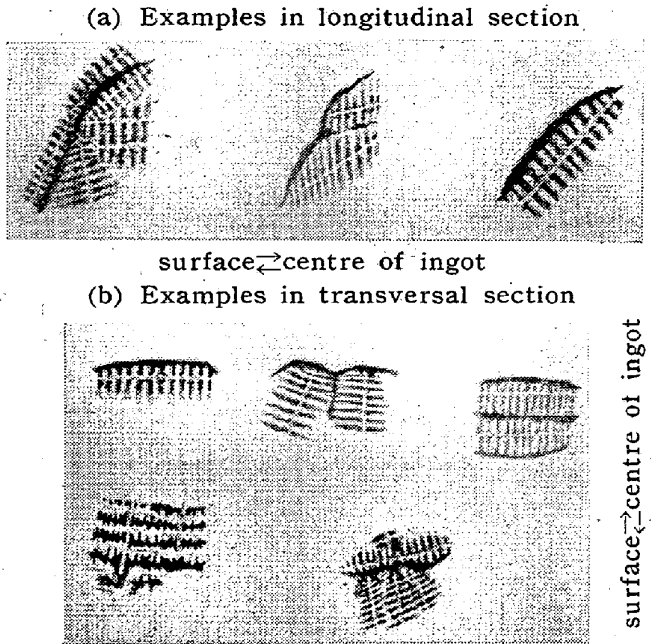 (a) Examples in longitudinal section
surface⇄centre of ingot
(b) Examples in transversal section
surface⇄centre of ingot